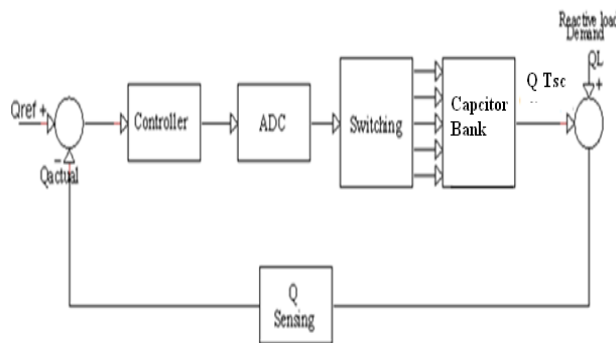 Reactive load
Demand
QL
+
Q Tsc
Qref +
Controller
ADC
Switching
Capcitor
Bank
−
Qactual
Q
Sensing